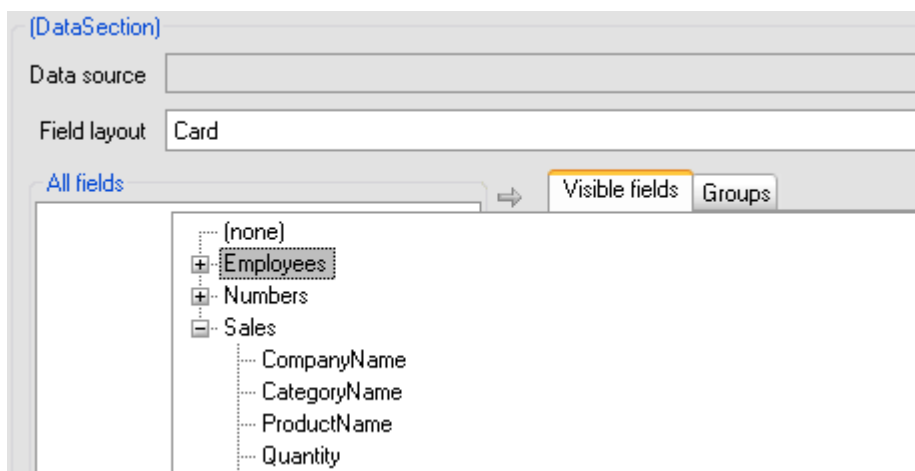 (DataSection)
Data source
Field layout Card
All fields Visible fields Groups
(none)
Employees
Numbers
Sales
CompanyName
CategoryName
ProductName
Quantity